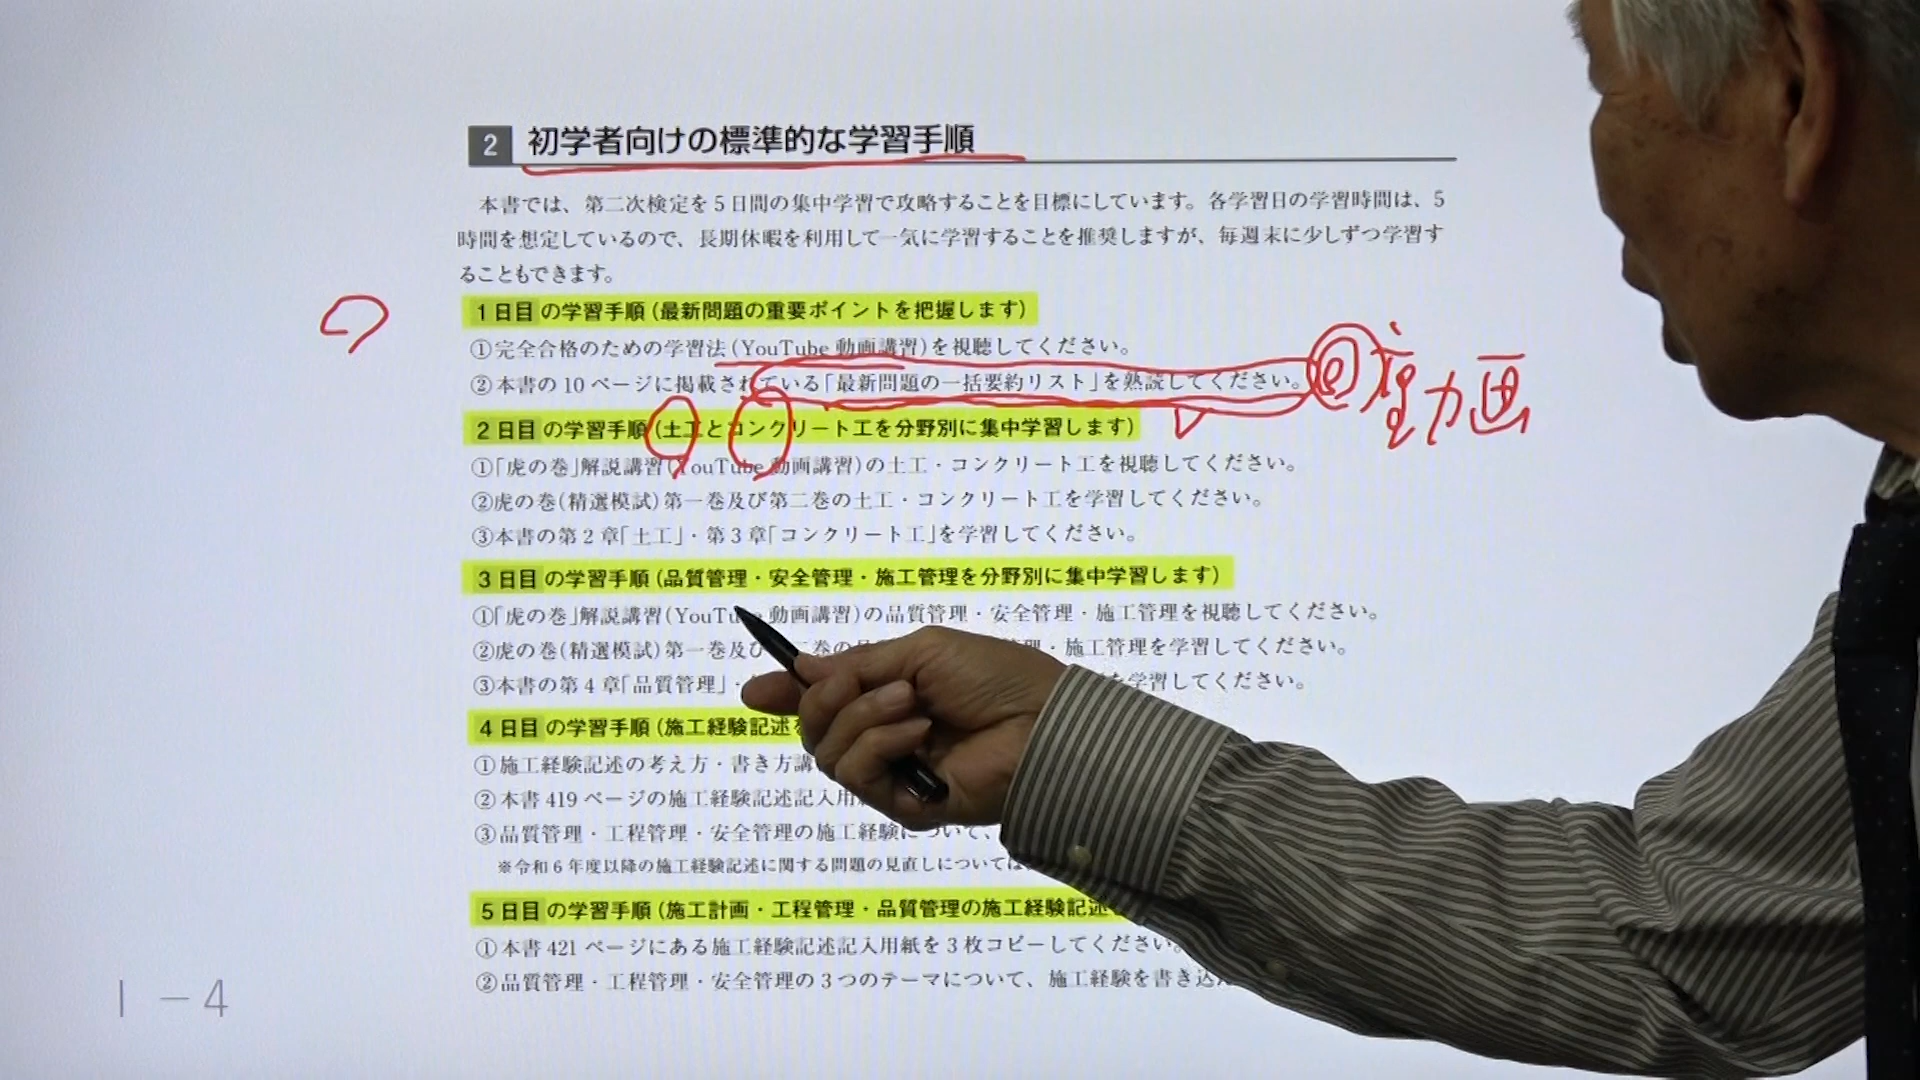 2 初学者向けの標準的な学習手順
本書では、第二次検定を5日間の集中学習で攻略することを目標にしています。各学習日の学習時間は、5
時間を想定しているので、長期休暇を利用して一気に学習することを推奨しますが、毎週末に少しずつ学習す
ることもできます。
1日目の学習手順(最新問題の重要ポイントを把握します)
①完全合格のための学習法(YouTube 動画講習)を視聴してください。
②本書の10ページに掲載されている「最新問題の一括要約リスト」を熟読してください。
動画
2日目の学習手順(土工とコンクリート工を分野別に集中学習します)
①「虎の巻」解説講習(YouTube 動画講習)の土工・コンクリート工を視聴してください。
②虎の巻(精選模試)第一巻及び第二巻の土工・コンクリート工を学習してください。
③本書の第2章「土工」・第3章「コンクリート工」を学習してください。
3日目の学習手順(品質管理・安全管理・施工管理を分野別に集中学習します)
①「虎の巻」解説講習(YouTube 動画講習)の品質管理・安全管理・施工管理を視聴してください。
②虎の巻(精選模試)第一巻及び 二巻の 理・施工管理を学習してください。
③本書の第4章「品質管理」・ を学習してください。
4日目の学習手順(施工経験記述を
①施工経験記述の考え方・書き方講
②本書419ページの施工経験記述記入用
③品質管理・工程管理・安全管理の施工経験について、
※令和6年度以降の施工経験記述に関する問題の見直しについては
5日目の学習手順(施工計画・工程管理・品質管理の施工経験記述
①本書421ページにある施工経験記述記入用紙を3枚コピーしてください。
②品質管理・工程管理・安全管理の3つのテーマについて、施工経験を書き込ん
1-4